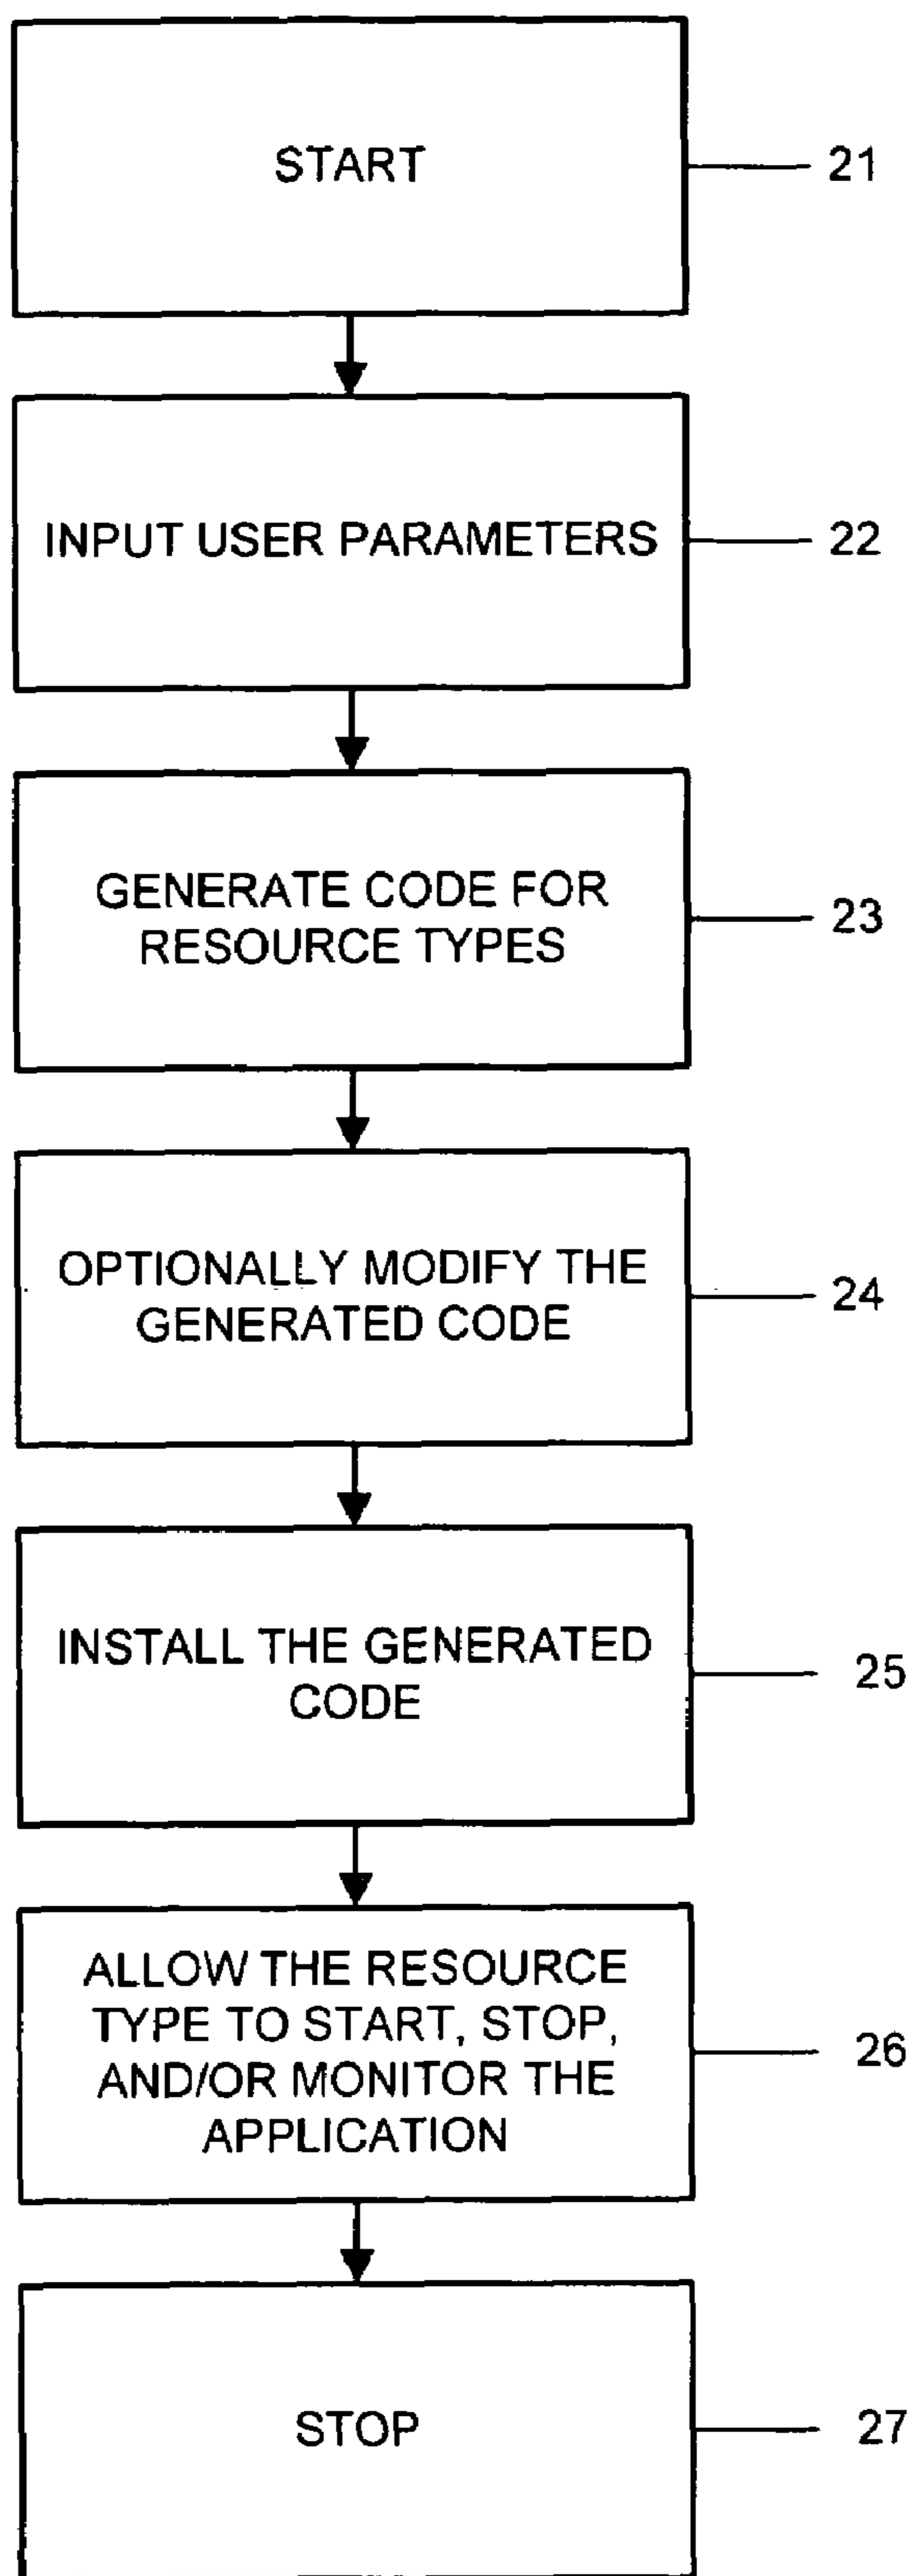 START
21
INPUT USER PARAMETERS
22
GENERATE CODE FOR
RESOURCE TYPES
23
OPTIONALLY MODIFY THE
GENERATED CODE
24
INSTALL THE GENERATED
CODE
25
ALLOW THE RESOURCE
TYPE TO START, STOP,
AND/OR MONITOR THE
APPLICATION
26
STOP
27